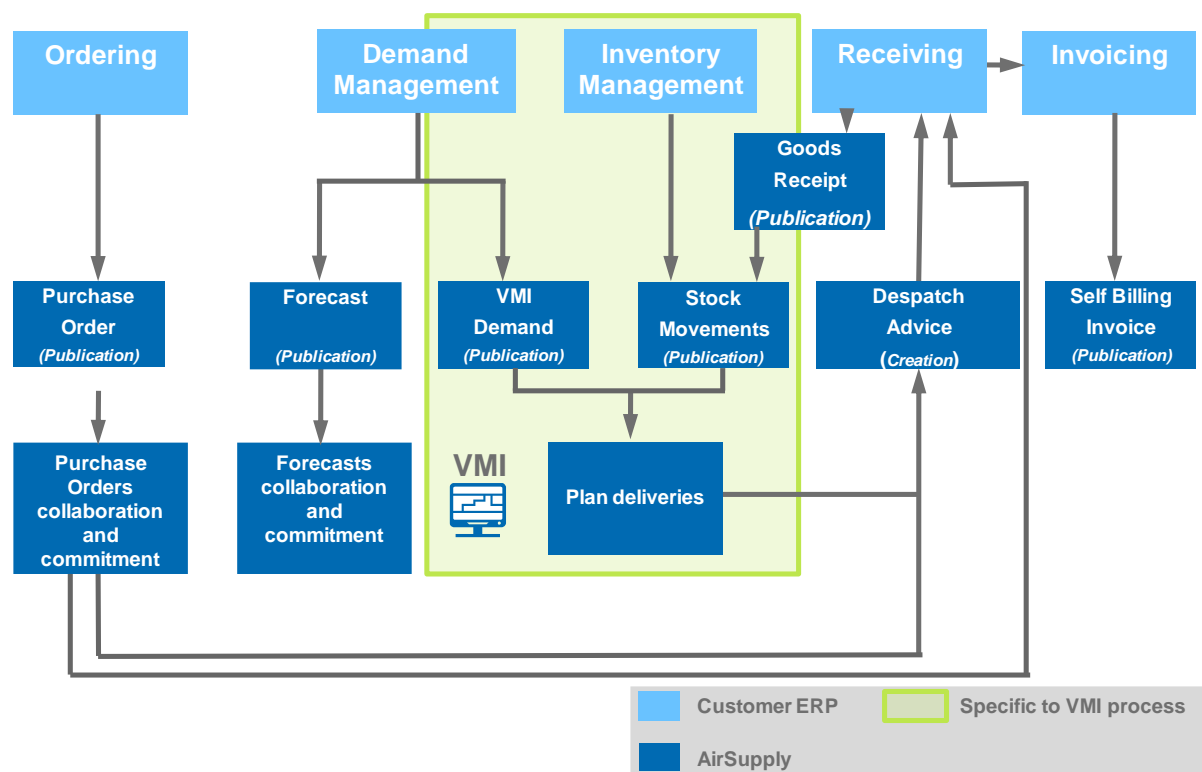 Ordering
Demand
Management
Inventory
Management
Receiving
Invoicing
Goods
Receipt
(Publication)
Purchase
Order
(Publication)
Forecast
(Publication)
VMI
Demand
(Publication)
Stock
Movements
(Publication)
Despatch
Advice
(Creation)
Self Billing
Invoice
(Publication)
Purchase
Orders
collaboration
and
commitment
Forecasts
collaboration
and
commitment
VMI
Plan deliveries
Customer ERP
Specific to VMI process
AirSupply